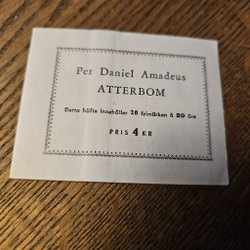 Per Daniel Amadeus
ATTERBOM
Detta häfte innehåller 20 frimärken à 20 öre
PRIS 4 KR